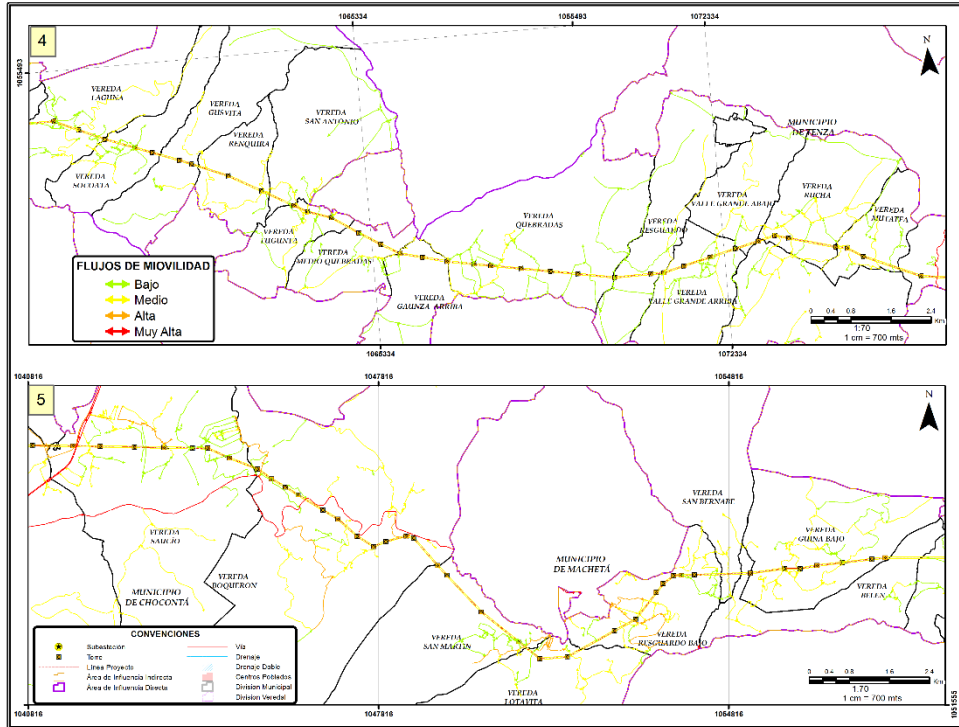 1065334
1066493
1072334
4
N
1055493
VEREDA
LAGUNA
VEREDA
GUSVITA
VEREDA
SAN ANTONIO
VEREDA
RENQUIRA
MUNICIPIO
DE TENZA
VEREDA
SOCOATA
VEREDA
VALLE GRANDE ABAJO
VEREDA
RUCHA
VEREDA
QUEBRADAS
VEREDA
RESGUARDO
VEREDA
MUTATEA
VEREDA
FUGUNTA
VEREDA
MEDIO QUEBRADAS
FLUJOS DE MIOVILIDAD
Bajo
Medio
Alta
Muy Alta
VEREDA
GAUNZA ARRIBA
VEREDA
VALLE GRANDE ARRIBA
0 0.4 0.8 1.6 2.4
Km
1:70
1 cm = 700 mts
1065334
1072334
1040816
1047816
1054816
5
N
VEREDA
SAN BERNABE
VEREDA
GUINA BAJO
VEREDA
SAUCIO
MUNICIPIO
DE MACHETÁ
VEREDA
BOQUERON
MUNICIPIO
DE CHOCONTÁ
VEREDA
BELEN
VEREDA
SAN MARTIN
VEREDA
RESGUARDO BAJO
VEREDA
LOTAVITA
CONVENCIONES
Subestación
Torre
Línea Proyecto
Área de Influencia Indirecta
Área de Influencia Directa
Vía
Drenaje
Drenaje Doble
Centros Poblados
Division Municipal
Division Veredal
0 0.4 0.8 1.6 2.4
Km
1:70
1 cm = 700 mts
1047816
1054816
1051555